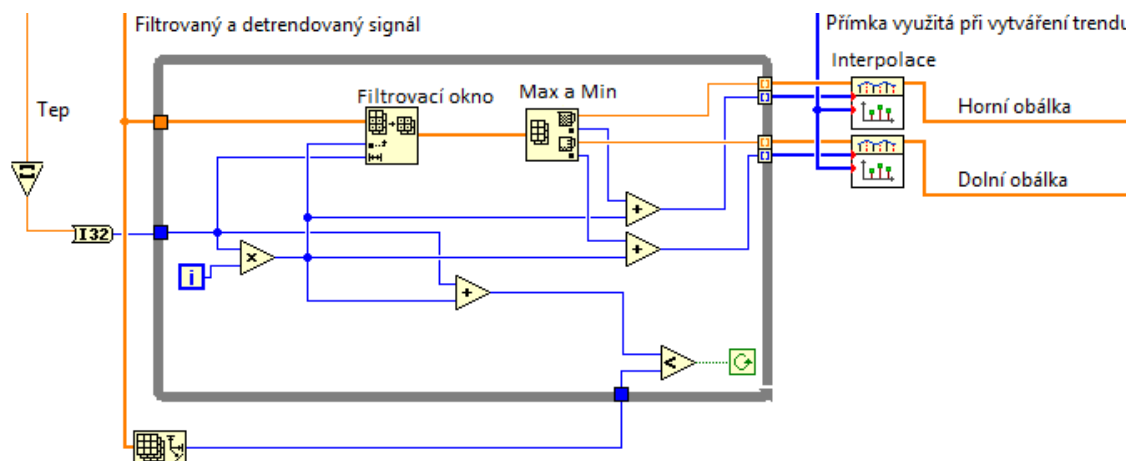 Filtrovaný a detrendovaný signál
Přímka využitá při vytváření trendu
Interpolace
Tep
Filtrovací okno
Max a Min
Horní obálka
Dolní obálka
I32
i